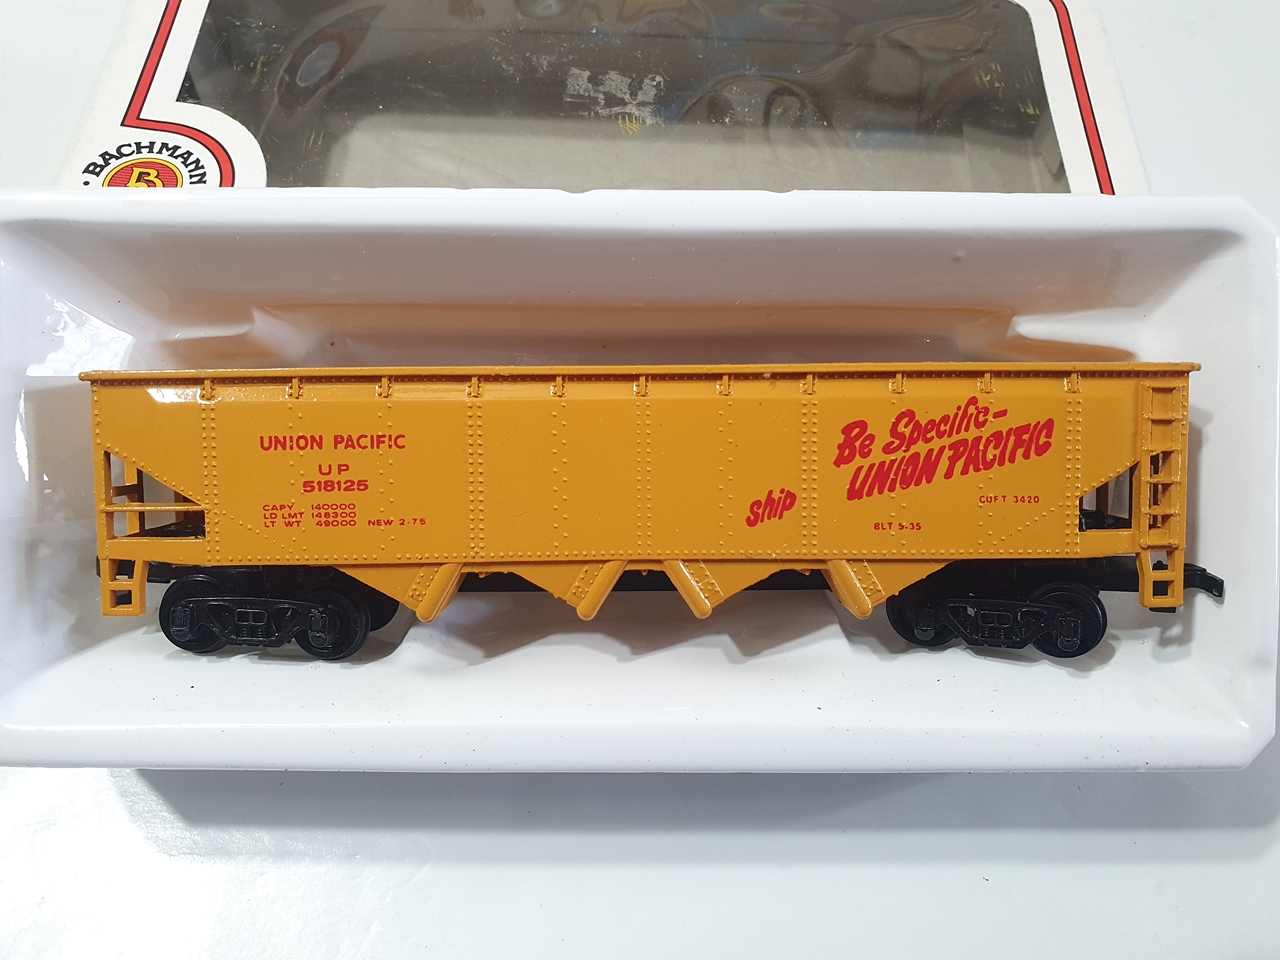 BACHMANN
B
UNION PACIFIC
UP
518125
CAPY 140000
LD LMT 148300
LT WT 49000 NEW 2-75
Be Specific-
ship UNION PACIFIC
CUFT 3420
BLT 5-35